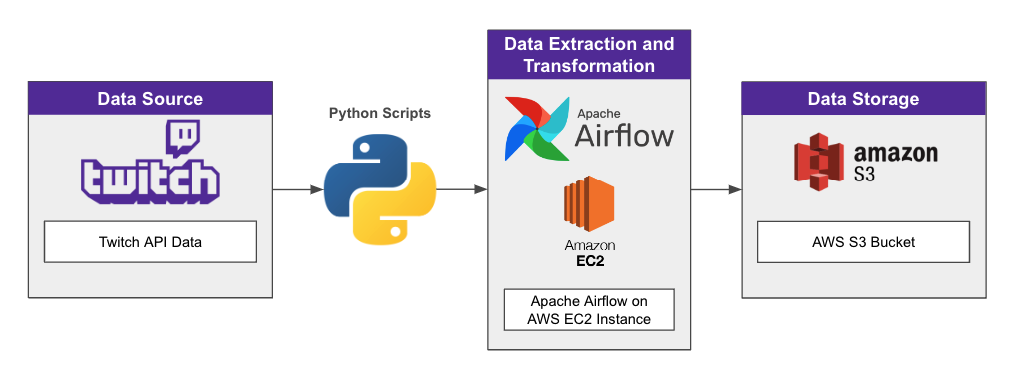 Data Source
twitch
Twitch API Data
Python Scripts
Data Extraction and
Transformation
Apache
Airflow
Amazon
EC2
Apache Airflow on
AWS EC2 Instance
Data Storage
amazon
S3
AWS S3 Bucket